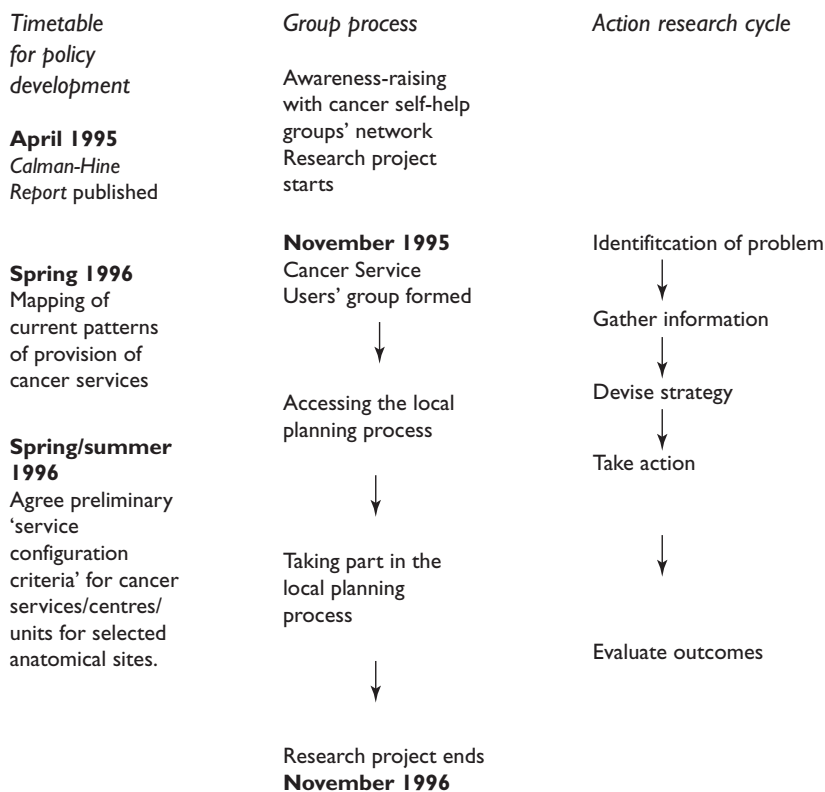 Timetable
for policy
development
April 1995
Calman-Hine
Report published
Spring 1996
Mapping of
current patterns
of provision of
cancer services
Spring/summer
1996
Agree preliminary
‘service
configuration
criteria’ for cancer
services/centres/
units for selected
anatomical sites.
Group process
Awareness-raising
with cancer self-help
groups’ network
Research project
starts
November 1995
Cancer Service
Users’ group formed
Accessing the local
planning process
Taking part in the
local planning
process
Research project ends
November 1996
Action research cycle
Identifitcation of problem
Gather information
Devise strategy
Take action
Evaluate outcomes